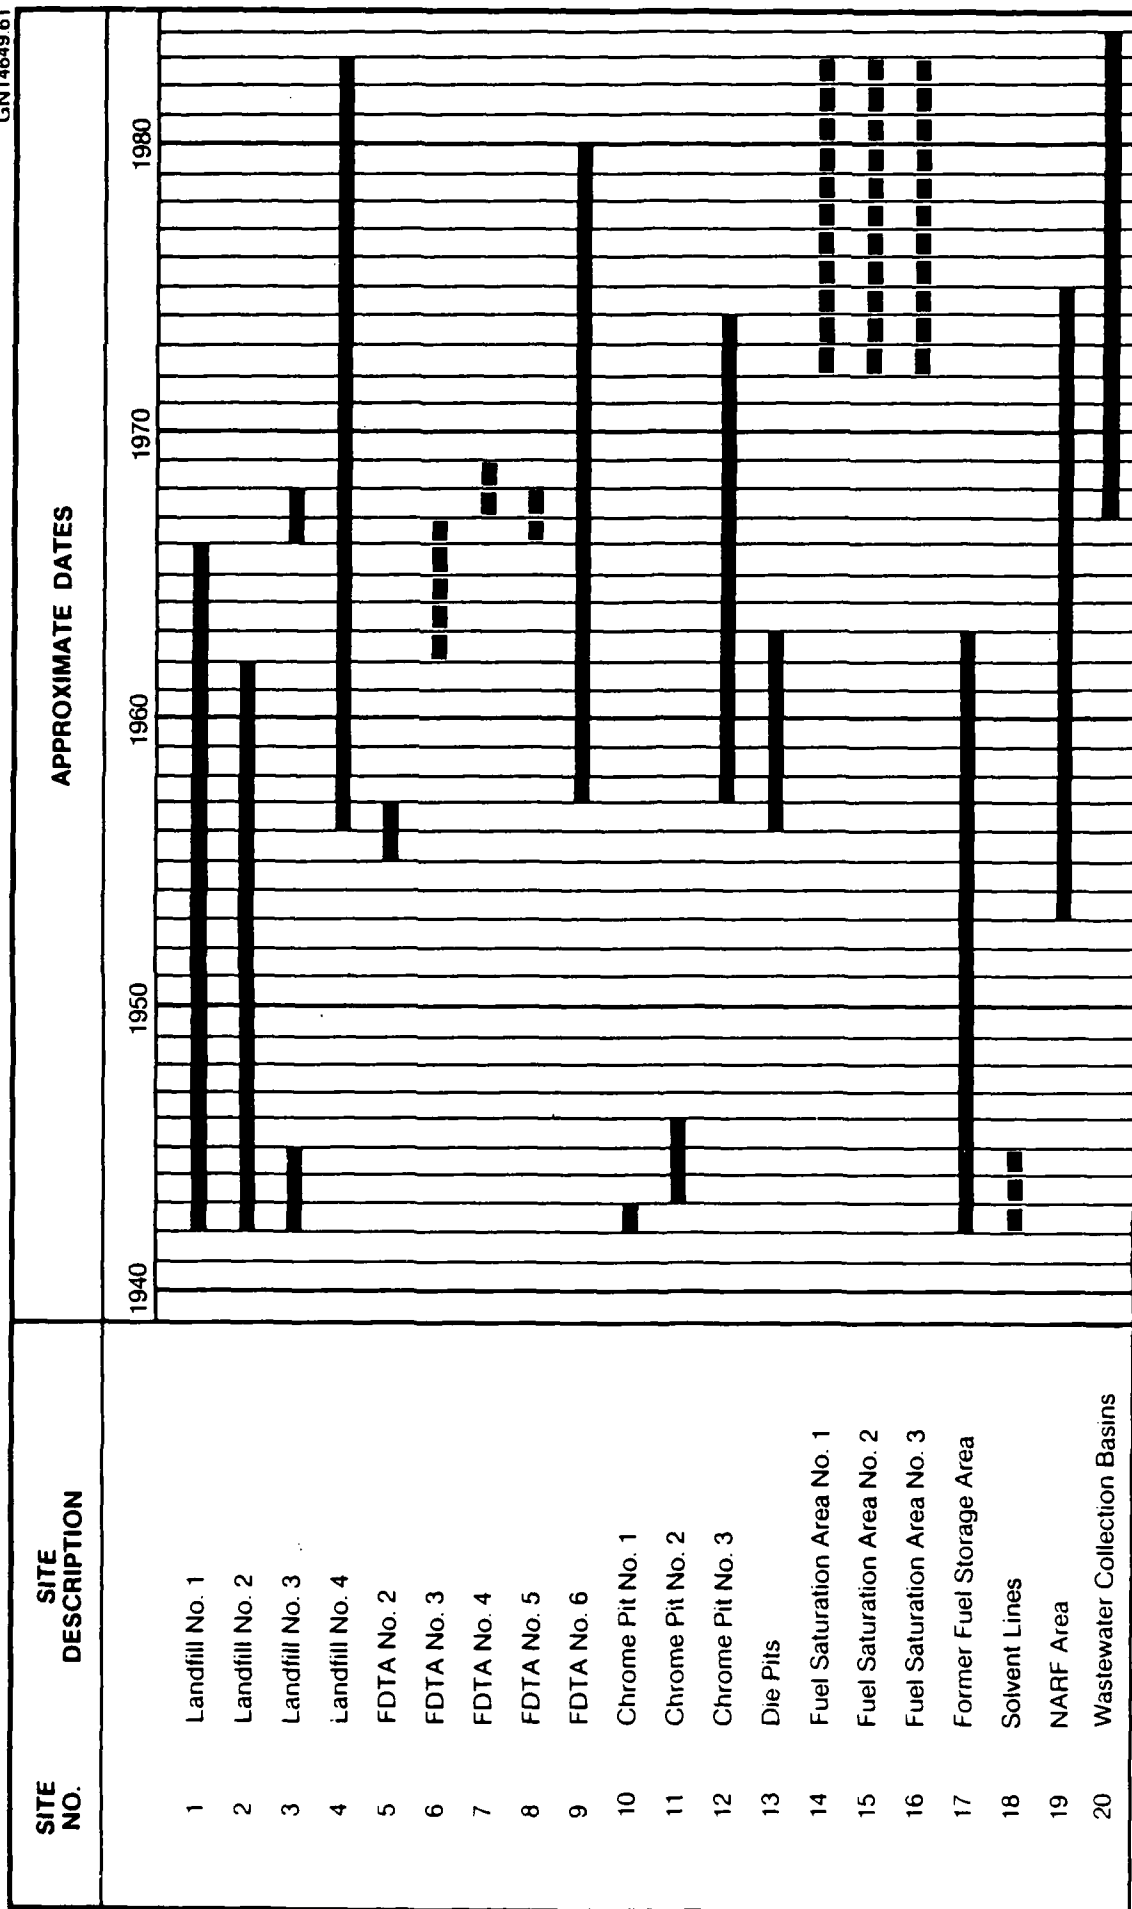 GN14649.61
SITE NO.
SITE DESCRIPTION
APPROXIMATE DATES
1940 1950 1960 1970 1980
1 Landfill No. 1
2 Landfill No. 2
3 Landfill No. 3
4 Landfill No. 4
5 FDTA No. 2
6 FDTA No. 3
7 FDTA No. 4
8 FDTA No. 5
9 FDTA No. 6
10 Chrome Pit No. 1
11 Chrome Pit No. 2
12 Chrome Pit No. 3
13 Die Pits
14 Fuel Saturation Area No. 1
15 Fuel Saturation Area No. 2
16 Fuel Saturation Area No. 3
17 Former Fuel Storage Area
18 Solvent Lines
19 NARF Area
20 Wastewater Collection Basins